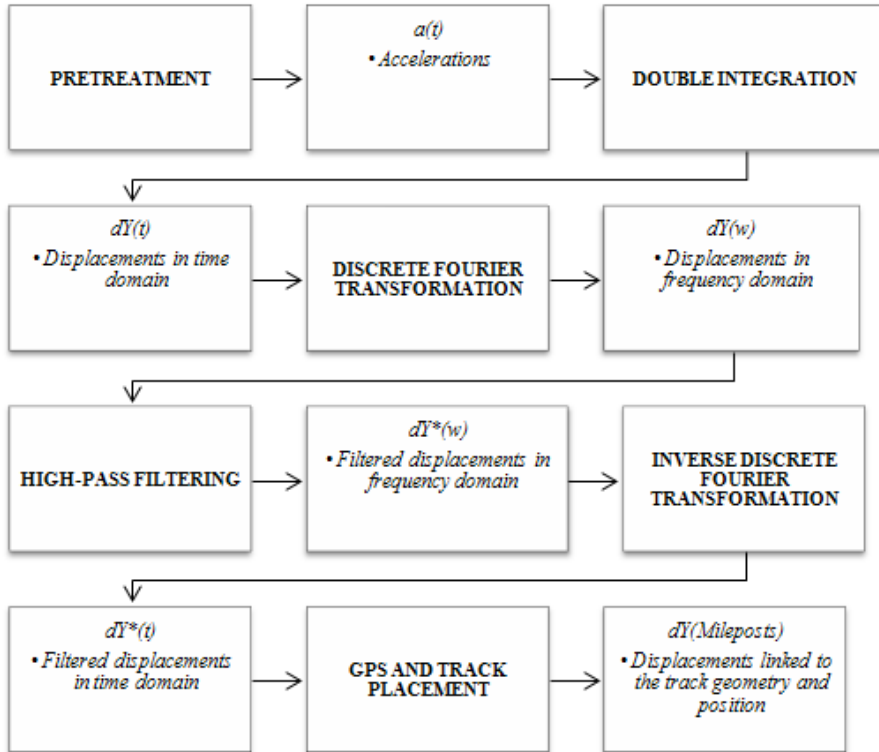 a(t)
PRETREATMENT
• Accelerations
DOUBLE INTEGRATION
dY(t)
• Displacements in time
domain
DISCRETE FOURIER
TRANSFORMATION
dY(w)
• Displacements in
frequency domain
HIGH-PASS FILTERING
dY*(w)
• Filtered displacements in
frequency domain
INVERSE DISCRETE
FOURIER
TRANSFORMATION
dY*(t)
• Filtered displacements
in time domain
GPS AND TRACK
PLACEMENT
dY(Mileposts)
• Displacements linked to
the track geometry and
position